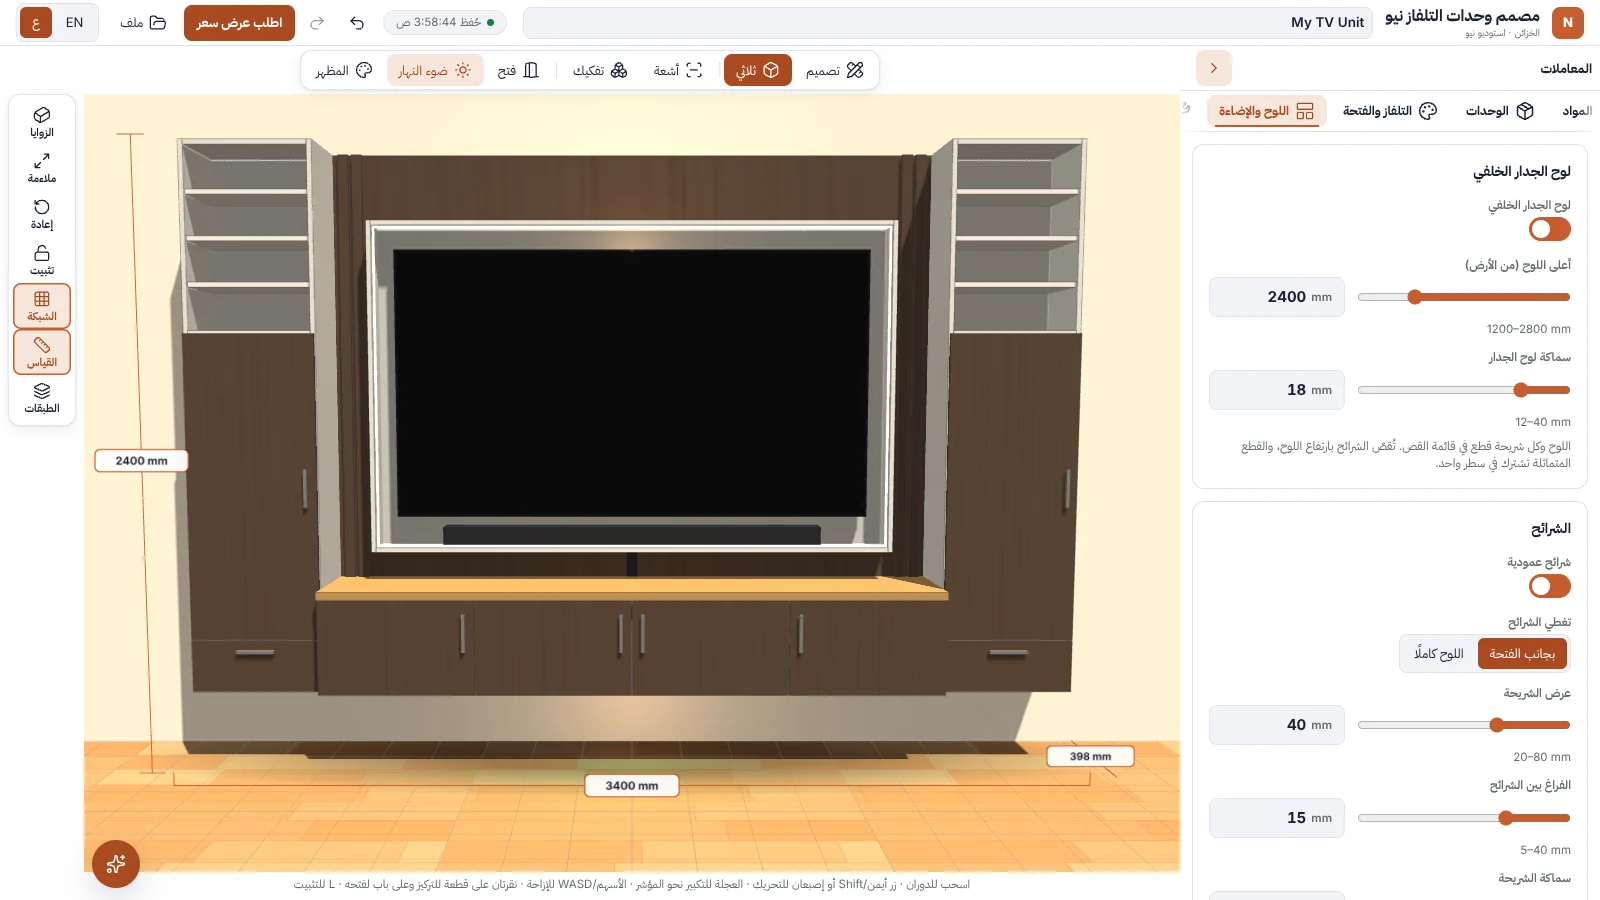 N
مصمم وحدات التلفاز نيو
الخزائن · استوديو نيو
My TV Unit
حُفظ 3:58:44 ص
اطلب عرض سعر
ملف
EN
ع
المعاملات
تصميم
ثلاثي
أشعة
تفكيك
فتح
ضوء النهار
المظهر
المواد
الوحدات
التلفاز والفتحة
اللوح والإضاءة
الزوايا
ملاءمة
إعادة
تثبيت
الشبكة
القياس
الطبقات
لوح الجدار الخلفي
لوح الجدار الخلفي
أعلى اللوح (من الأرض)
2400 mm
1200–2800 mm
سماكة لوح الجدار
18 mm
12–40 mm
اللوح وكل شريحة قطع في قائمة القص. تُقصّ الشرائح بارتفاع اللوح، والقطع
المتماثلة تشترك في سطر واحد.
الشرائح
شرائح عمودية
تغطي الشرائح
بجانب الفتحة
اللوح كاملًا
عرض الشريحة
40 mm
20–80 mm
الفراغ بين الشرائح
15 mm
5–40 mm
سماكة الشريحة
2400 mm
398 mm
3400 mm
اسحب للدوران · زر أيمن/Shift أو إصبعان للتحريك · العجلة للتكبير نحو المؤشر · الأسهم/WASD للإزاحة · نقرتان على قطعة للتركيز وعلى باب لفتحه · L للتثبيت